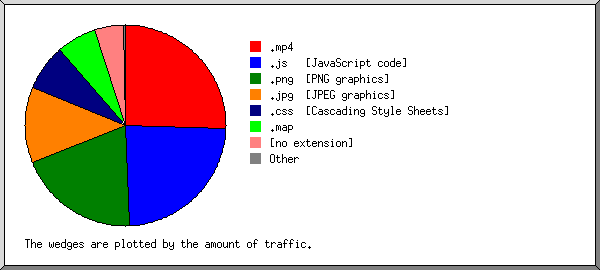 .mp4
.js [JavaScript code]
.png [PNG graphics]
.jpg [JPEG graphics]
.css [Cascading Style Sheets]
.map
[no extension]
Other
The wedges are plotted by the amount of traffic.